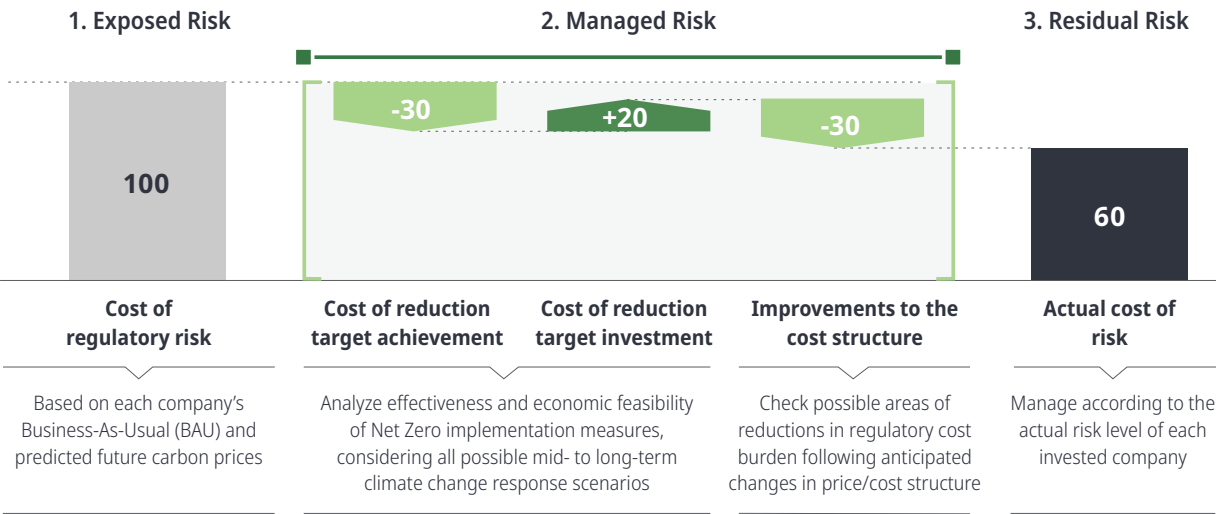 1. Exposed Risk
2. Managed Risk
3. Residual Risk
100
-30
+20
-30
60
Cost of
regulatory risk
Cost of reduction
target achievement
Cost of reduction
target investment
Improvements to the
cost structure
Actual cost of
risk
Based on each company’s
Business-As-Usual (BAU) and
predicted future carbon prices
Analyze effectiveness and economic feasibility
of Net Zero implementation measures,
considering all possible mid- to long-term
climate change response scenarios
Check possible areas of
reductions in regulatory cost
burden following anticipated
changes in price/cost structure
Manage according to the
actual risk level of each
invested company